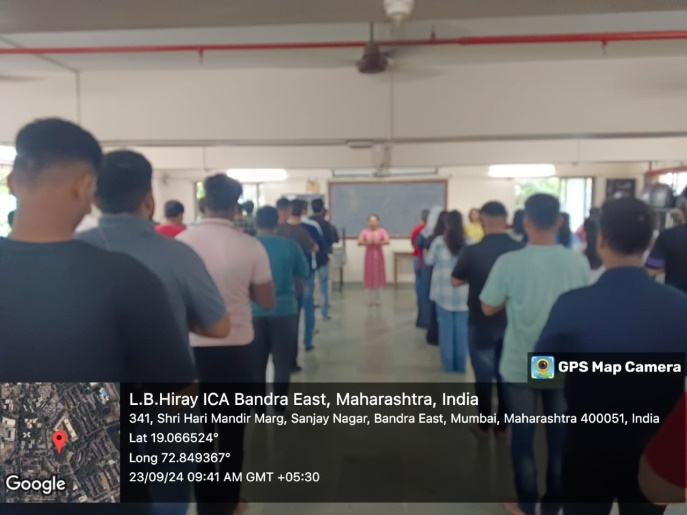 GPS Map Camera
L.B.Hiray ICA Bandra East, Maharashtra, India
341, Shri Hari Mandir Marg, Sanjay Nagar, Bandra East, Mumbai, Maharashtra 400051, India
Lat 19.066524°
Long 72.849367°
23/09/24 09:41 AM GMT +05:30
Google